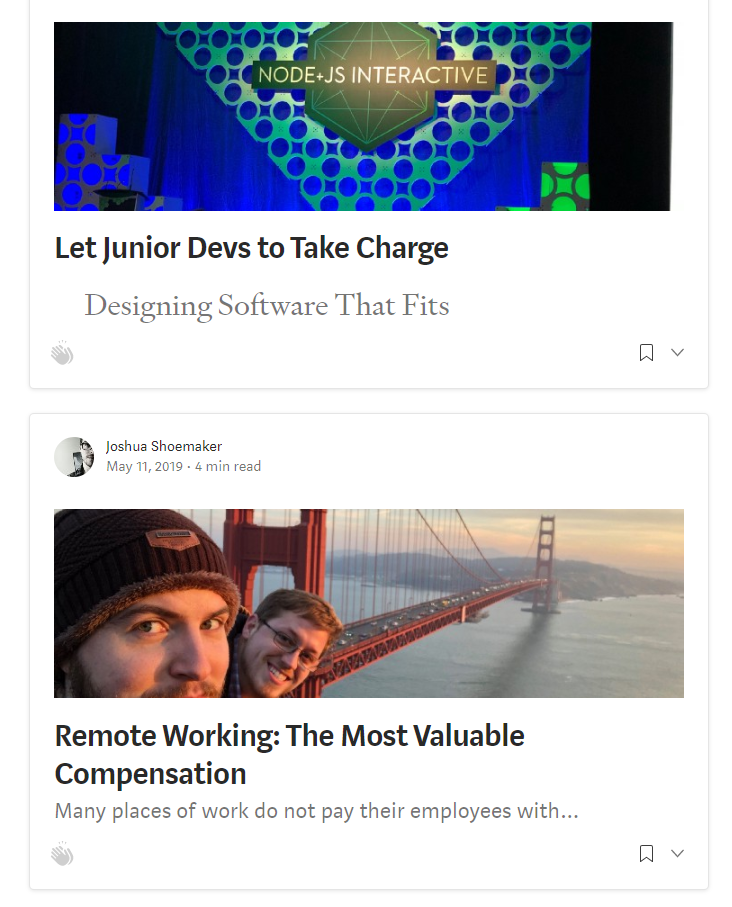 NODE+JS INTERACTIVE
Let Junior Devs to Take Charge
Designing Software That Fits
Joshua Shoemaker
May 11, 2019 · 4 min read
Remote Working: The Most Valuable
Compensation
Many places of work do not pay their employees with…